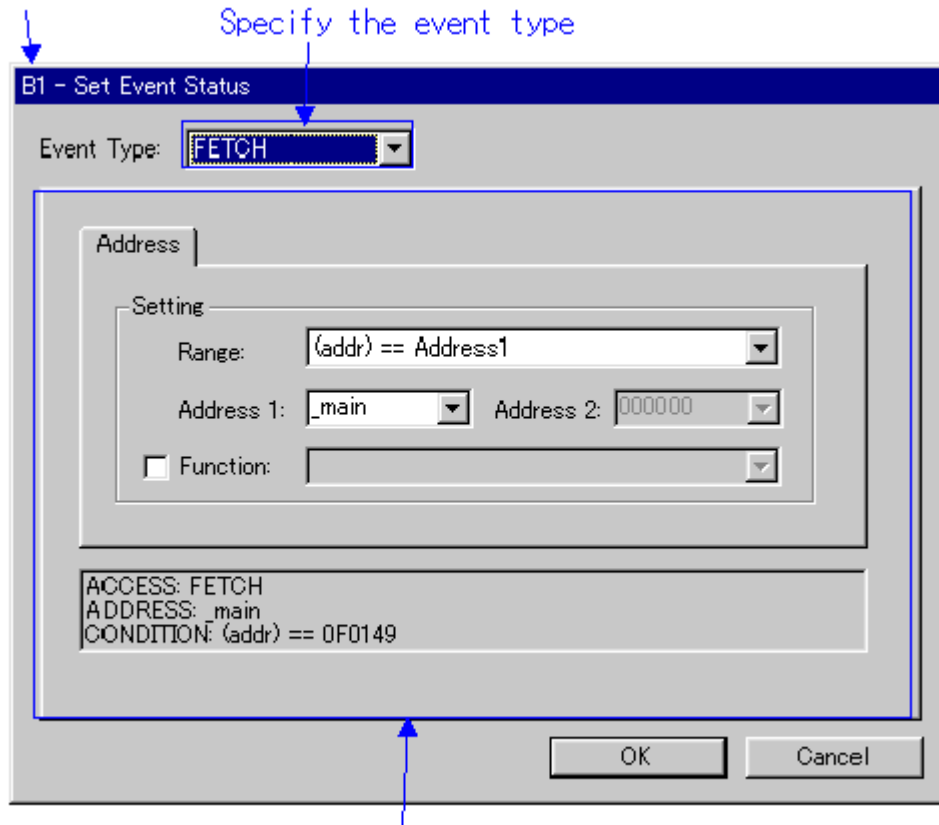 Specify the event type
B1 - Set Event Status
Event Type: FETCH
Address
Setting
Range: (addr) == Address1
Address 1: _main Address 2: 000000
Function:
ACCESS: FETCH
ADDRESS: _main
CONDITION: (addr) == 0F0149
OK Cancel